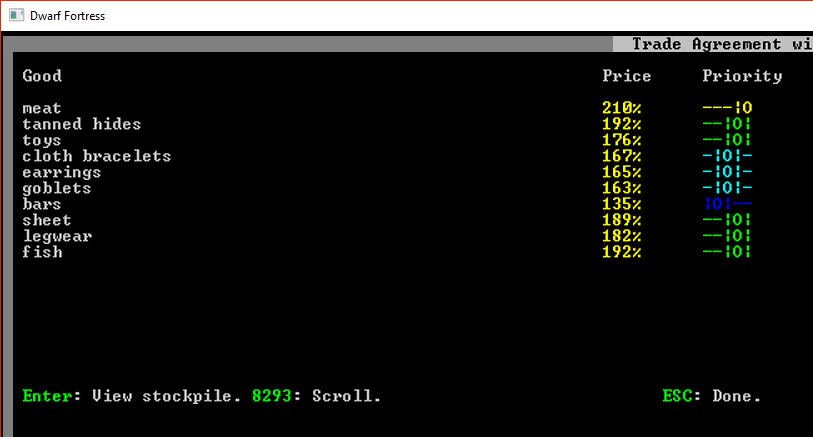 Dwarf Fortress
Trade Agreement wi
Good Price Priority
meat 210% ---¦O
tanned hides 192% --¦O¦
toys 176% --¦O¦
cloth bracelets 167% -¦O¦-
earrings 165% -¦O¦-
goblets 163% -¦O¦-
bars 135% ¦O¦--
sheet 189% --¦O¦
legwear 182% --¦O¦
fish 192% --¦O¦
Enter: View stockpile. 8293: Scroll. ESC: Done.